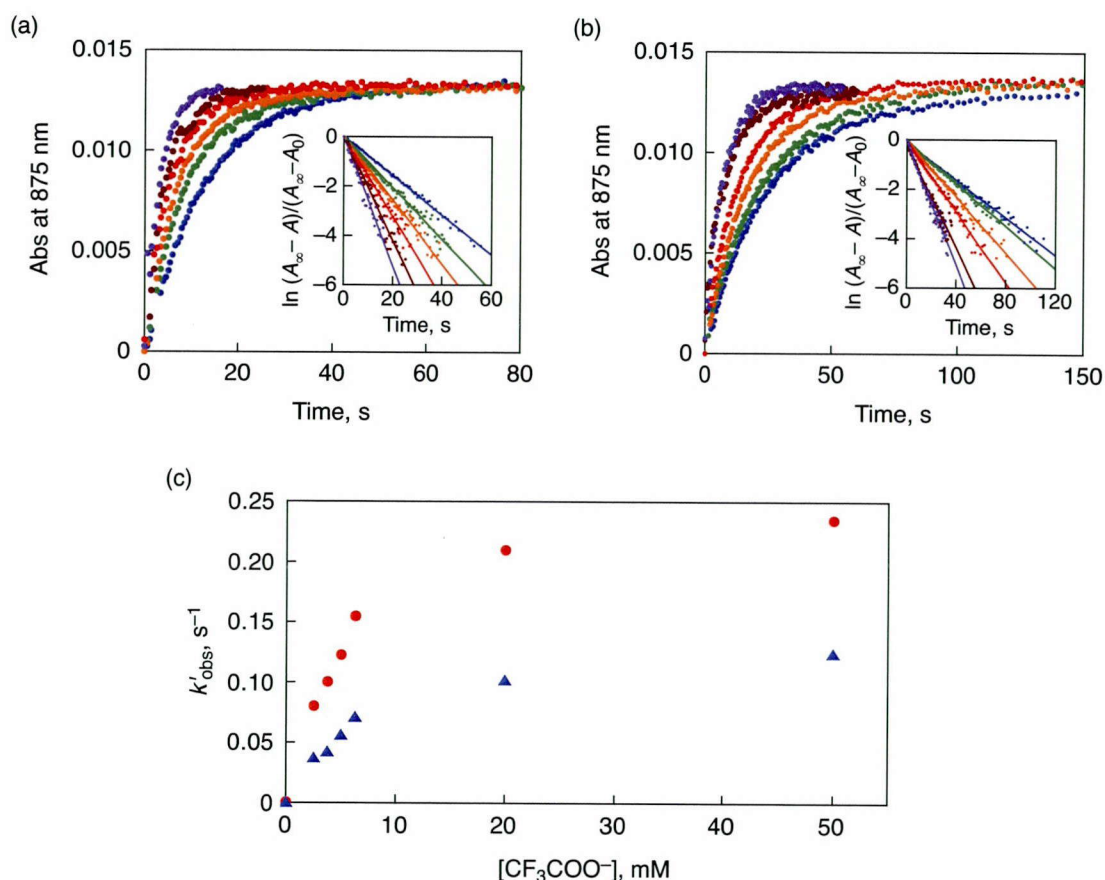 (a)
0.015
0.010
0.005
0
Abs at 875 nm
0 20 40 60 80
Time, s
ln (A∞ – A)/(A∞–A0)
0
–2
–4
–6
0 20 40 60
Time, s
(b)
0.015
0.010
0.005
0
Abs at 875 nm
0 50 100 150
Time, s
ln (A∞ – A)/(A∞–A0)
0
–2
–4
–6
0 40 80 120
Time, s
(c)
0.25
0.20
0.15
0.10
0.05
0
k′obs, s–1
0 10 20 30 40 50
[CF3COO–], mM